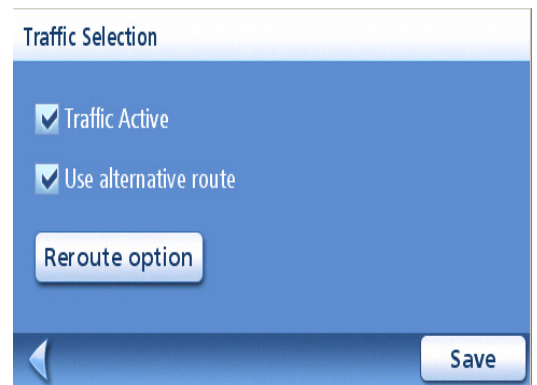 Traffic Selection
Traffic Active
Use alternative route
Reroute option
Save